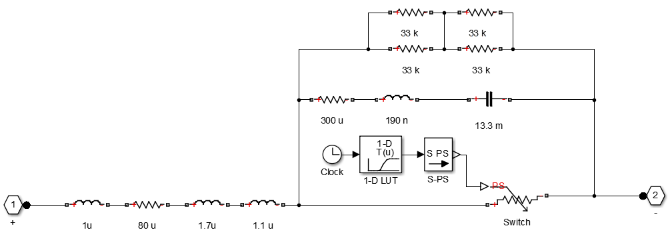 33 k 33 k
33 k 33 k
300 u 190 n 13.3 m
1-D
T(u)
S PS
Clock
1-D LUT
S-PS
PS
1
+
1u 80 u 1.7u 1.1 u
Switch
2
-